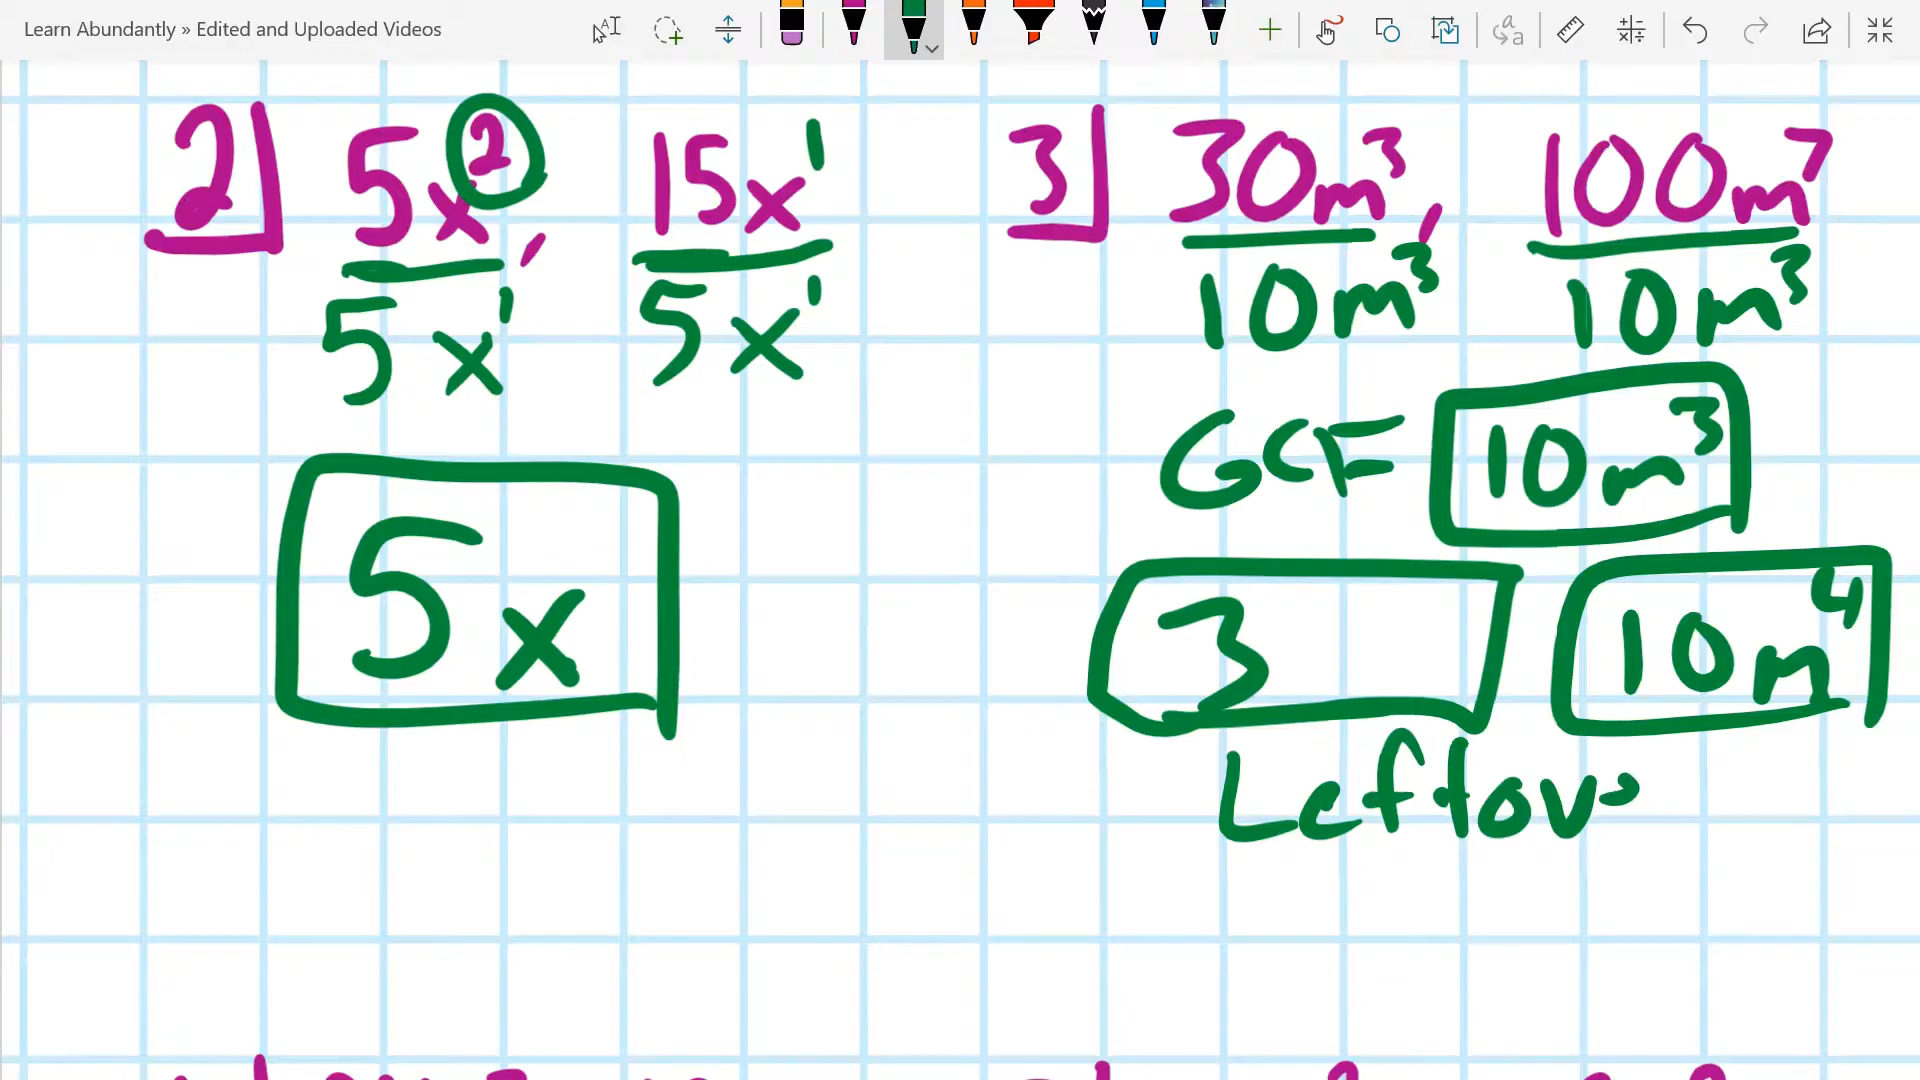 Learn Abundantly » Edited and Uploaded Videos
2 5x², 15x¹
5x¹ 5x¹
5x
3 30m³, 100m⁷
10m³ 10m³
GCF 10m³
3 10m⁴